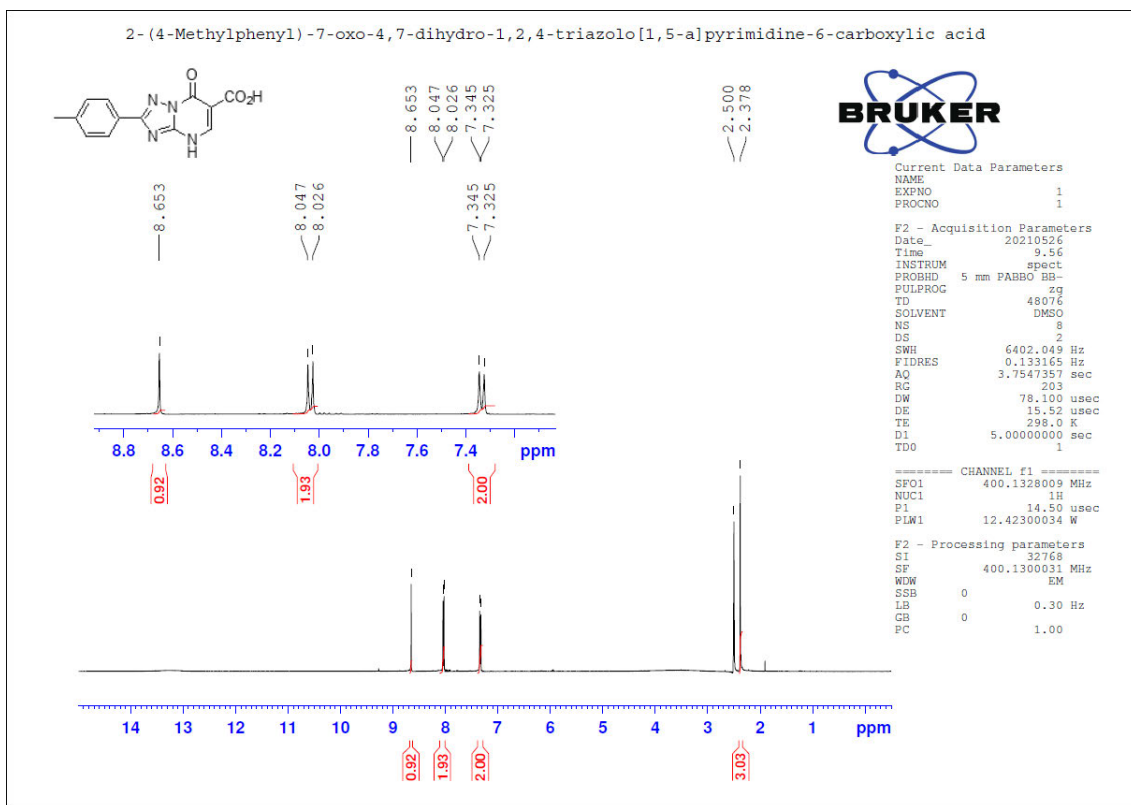 2-(4-Methylphenyl)-7-oxo-4,7-dihydro-1,2,4-triazolo[1,5-a]pyrimidine-6-carboxylic acid
O
CO₂H
N
N
N
N
H
8.653
8.047
8.026
7.345
7.325
2.500
2.378
8.653
8.047
8.026
7.345
7.325
BRUKER
Current Data Parameters
NAME
EXPNO 1
PROCNO 1
F2 - Acquisition Parameters
Date_ 20210526
Time 9.56
INSTRUM spect
PROBHD 5 mm PABBO BB-
PULPROG zg
TD 48076
SOLVENT DMSO
NS 8
DS 2
SWH 6402.049 Hz
FIDRES 0.133165 Hz
AQ 3.7547357 sec
RG 203
DW 78.100 usec
DE 15.52 usec
TE 298.0 K
D1 5.00000000 sec
TD0 1
======== CHANNEL f1 ========
SFO1 400.1328009 MHz
NUC1 1H
P1 14.50 usec
PLW1 12.42300034 W
F2 - Processing parameters
SI 32768
SF 400.1300031 MHz
WDW EM
SSB 0
LB 0.30 Hz
GB 0
PC 1.00
8.8 8.6 8.4 8.2 8.0 7.8 7.6 7.4 ppm
0.92 1.93 2.00
14 13 12 11 10 9 8 7 6 5 4 3 2 1 ppm
0.92 1.93 2.00 3.03